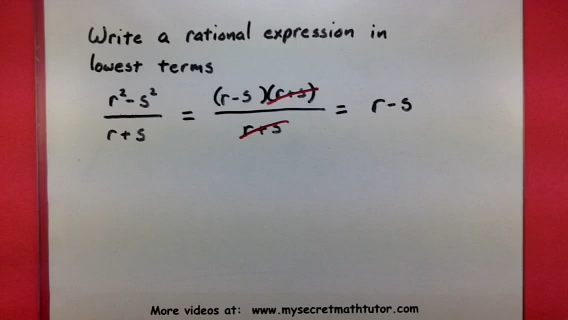 Write a rational expression in
lowest terms
r²-s² / r+s = (r-s)(r+s) / r+s = r-s
More videos at: www.mysecretmathtutor.com